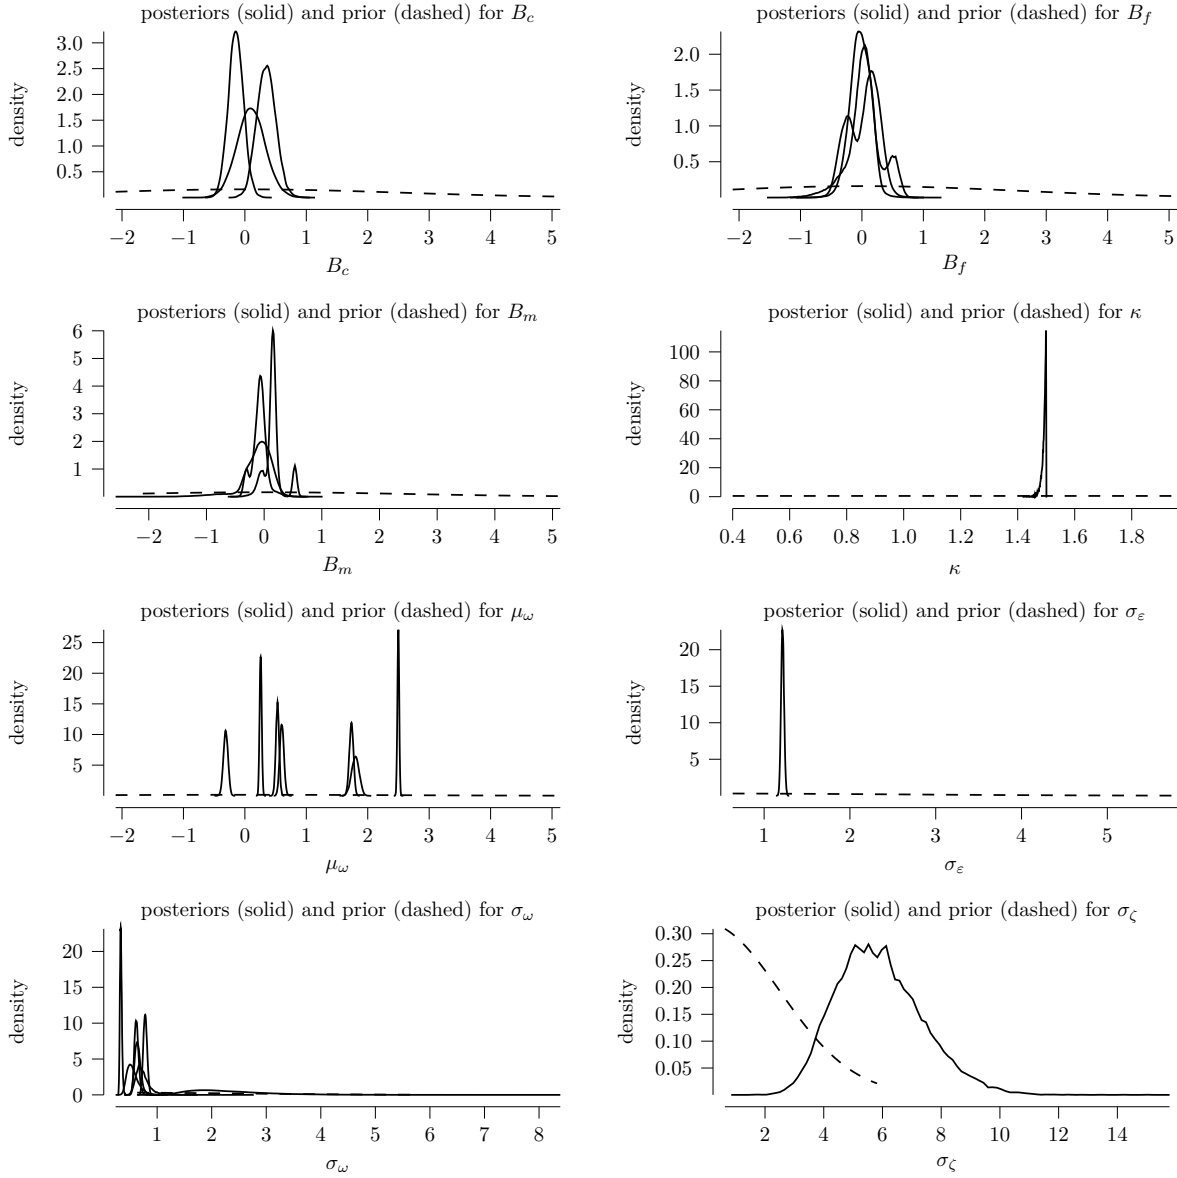 posteriors (solid) and prior (dashed) for B_c
density
3.0
2.5
2.0
1.5
1.0
0.5
−2 −1 0 1 2 3 4 5
B_c
posteriors (solid) and prior (dashed) for B_f
density
2.0
1.5
1.0
0.5
−2 −1 0 1 2 3 4 5
B_f
posteriors (solid) and prior (dashed) for B_m
density
6
5
4
3
2
1
−2 −1 0 1 2 3 4 5
B_m
posterior (solid) and prior (dashed) for κ
density
100
80
60
40
20
0
0.4 0.6 0.8 1.0 1.2 1.4 1.6 1.8
κ
posteriors (solid) and prior (dashed) for μ_ω
density
25
20
15
10
5
−2 −1 0 1 2 3 4 5
μ_ω
posterior (solid) and prior (dashed) for σ_ε
density
20
15
10
5
1 2 3 4 5
σ_ε
posteriors (solid) and prior (dashed) for σ_ω
density
20
15
10
5
0
1 2 3 4 5 6 7 8
σ_ω
posterior (solid) and prior (dashed) for σ_ζ
density
0.30
0.25
0.20
0.15
0.10
0.05
2 4 6 8 10 12 14
σ_ζ